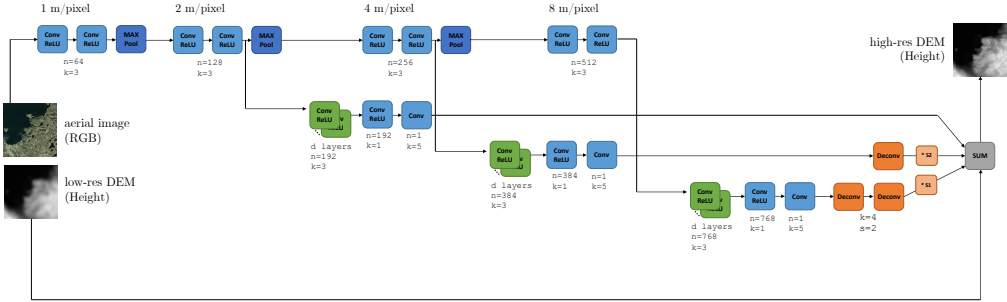 1 m/pixel
2 m/pixel
4 m/pixel
8 m/pixel
Conv
ReLU
Conv
ReLU
MAX
Pool
n=64
k=3
Conv
ReLU
Conv
ReLU
MAX
Pool
n=128
k=3
Conv
ReLU
Conv
ReLU
MAX
Pool
n=256
k=3
Conv
ReLU
Conv
ReLU
n=512
k=3
high-res DEM
(Height)
aerial image
(RGB)
Conv
ReLU
ReLU
d layers
n=192
k=3
Conv
ReLU
n=192
k=1
Conv
n=1
k=5
Conv
ReLU
ReLU
d layers
n=384
k=3
Conv
ReLU
n=384
k=1
Conv
n=1
k=5
Deconv
* S2
SUM
low-res DEM
(Height)
Conv
ReLU
ReLU
d layers
n=768
k=3
Conv
ReLU
n=768
k=1
Conv
n=1
k=5
Deconv
Deconv
k=4
s=2
* S1